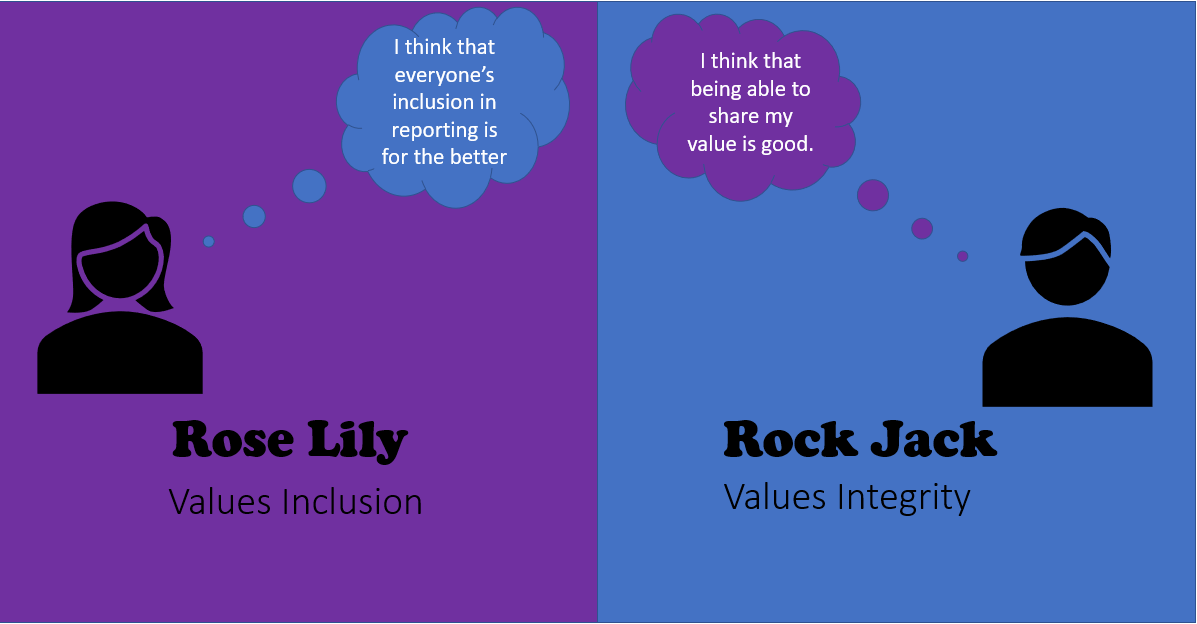 I think that
everyone’s
inclusion in
reporting is
for the better
Rose Lily
Values Inclusion
I think that
being able to
share my
value is good.
Rock Jack
Values Integrity